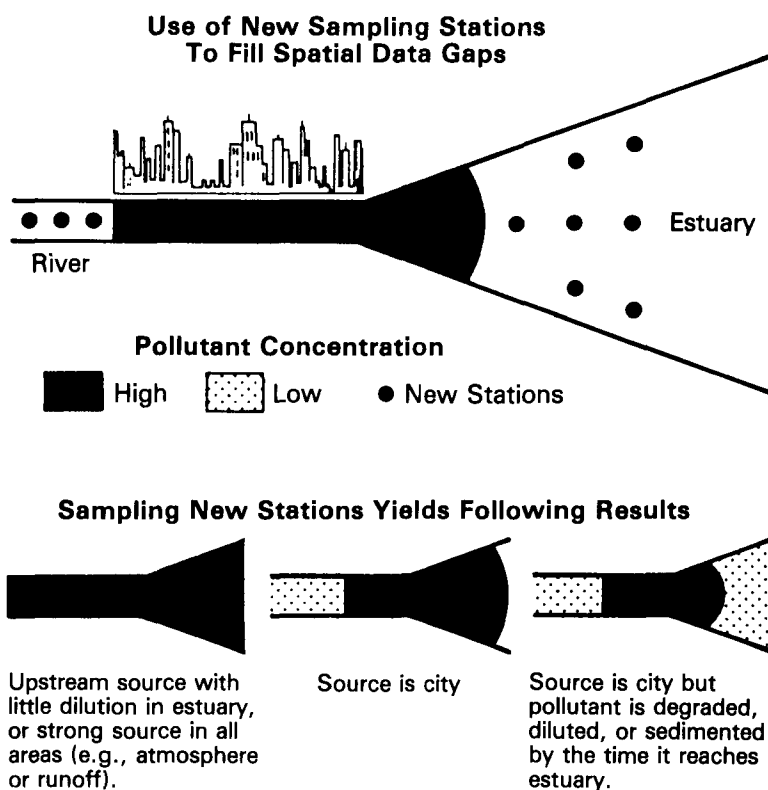 Use of New Sampling Stations
To Fill Spatial Data Gaps
River
Estuary
Pollutant Concentration
High
Low
New Stations
Sampling New Stations Yields Following Results
Upstream source with
little dilution in estuary,
or strong source in all
areas (e.g., atmosphere
or runoff).
Source is city
Source is city but
pollutant is degraded,
diluted, or sedimented
by the time it reaches
estuary.